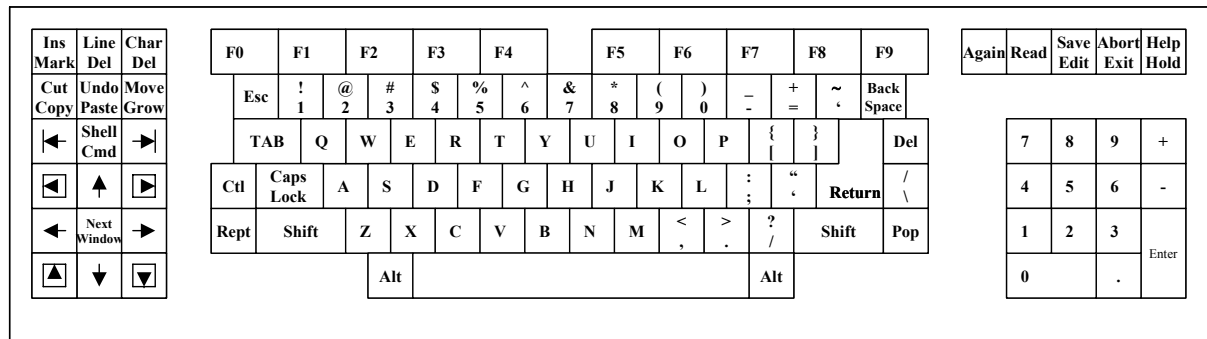 Ins Line Char
Mark Del Del
F0 F1 F2 F3 F4 F5 F6 F7 F8 F9
Again Read Save Abort Help
Edit Exit Hold
Cut Undo Move
Copy Paste Grow
Esc ! @ # $ % ^ & * ( ) _ + ~ Back
1 2 3 4 5 6 7 8 9 0 - = ‘ Space
Shell
Cmd
TAB Q W E R T Y U I O P { } Del
[ ]
7 8 9 +
Ctl Caps A S D F G H J K L : “ Return /
Lock ; ‘ \
4 5 6 -
Next
Window
Rept Shift Z X C V B N M < > ? Shift Pop
, . /
1 2 3
Enter
Alt Alt
0 .